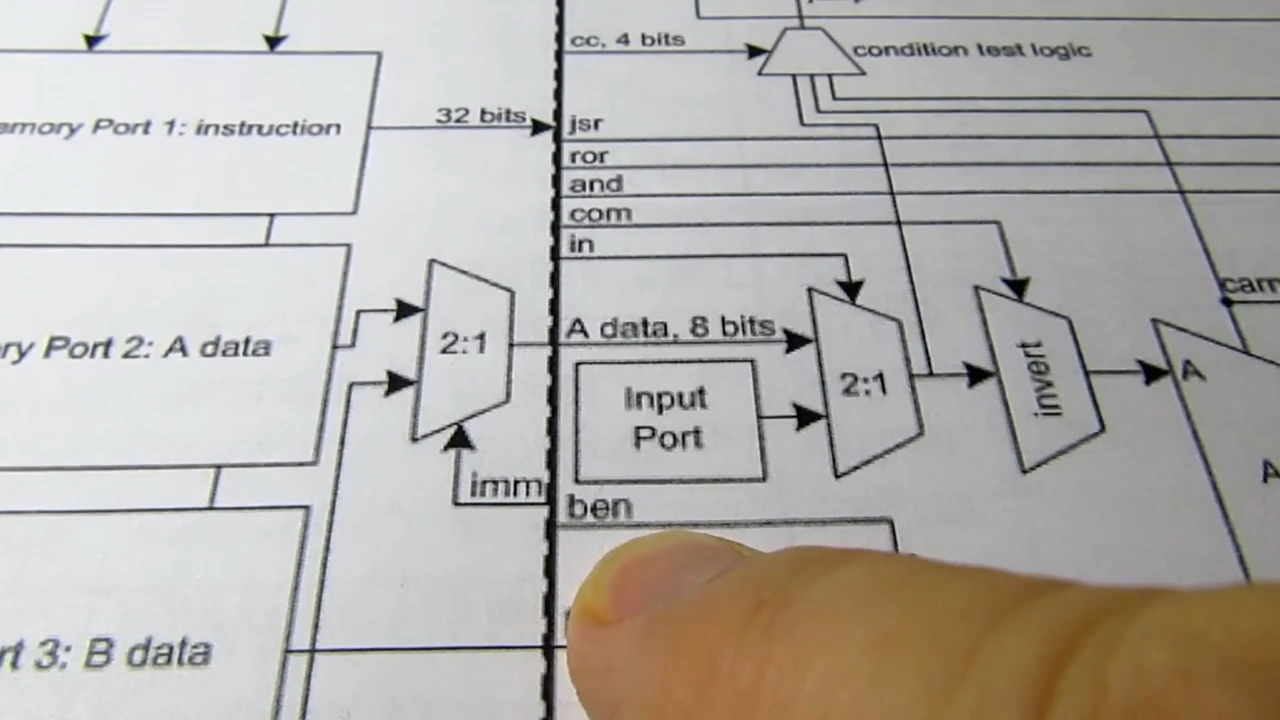 cc, 4 bits
condition test logic
32 bits
emory Port 1: instruction
jsr
ror
and
com
in
ry Port 2: A data
2:1
A data, 8 bits
Input
Port
2:1
invert
A
imm
ben
rt 3: B data